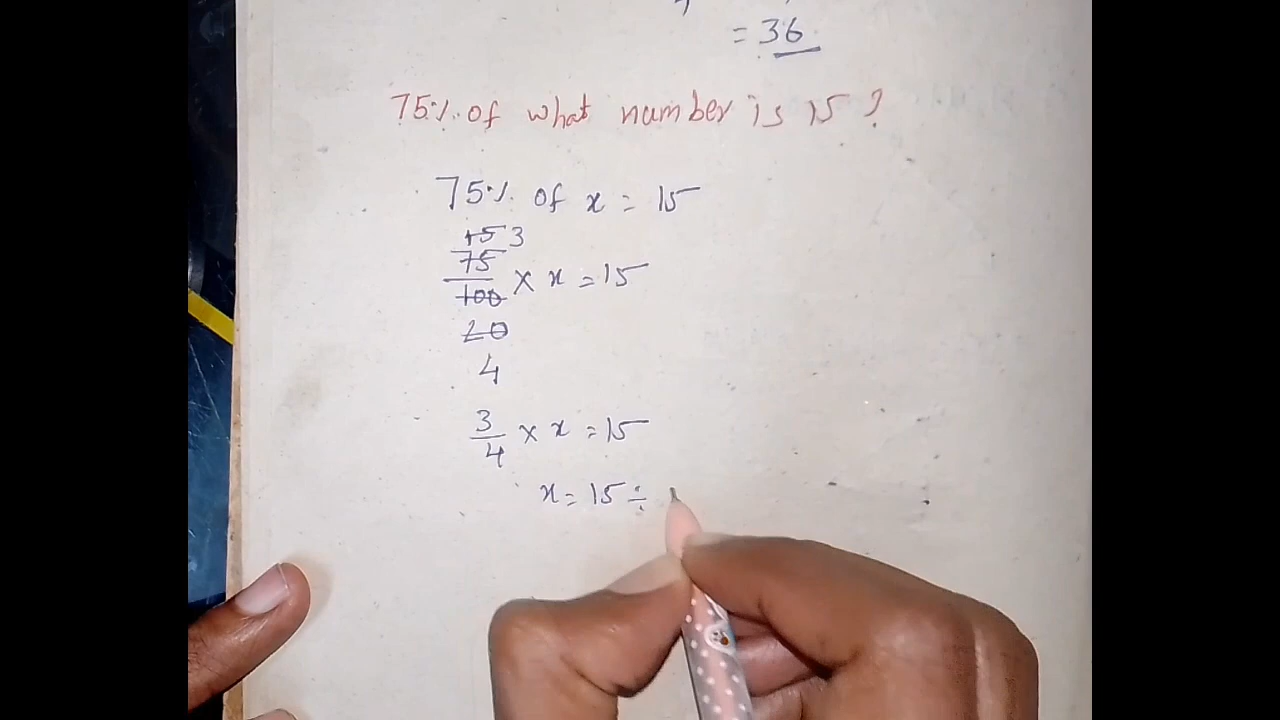 = 36
75% of what number is 15 ?
75% of x = 15
15 3
75
100 × x = 15
20
4
3/4 × x = 15
x = 15 ÷